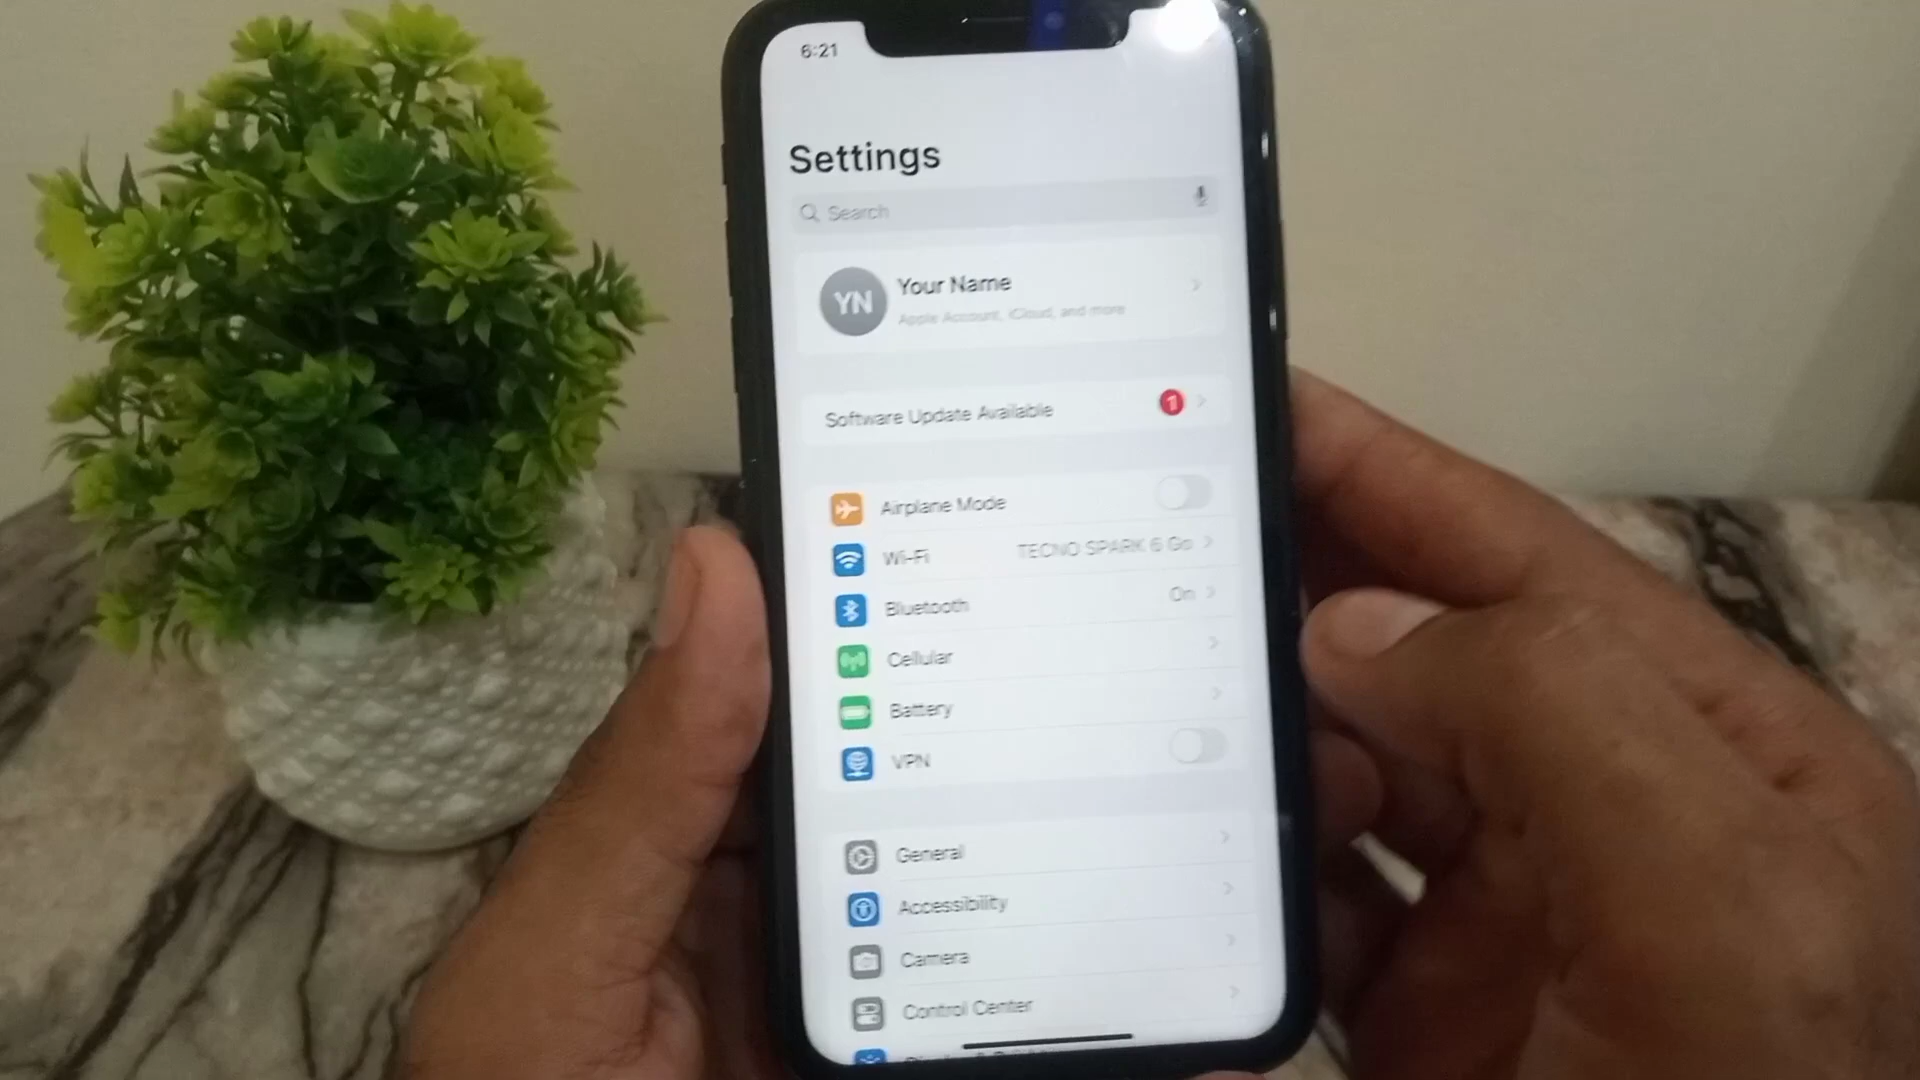 6:21
Settings
Search
YN
Your Name
Apple Account, iCloud, and more
Software Update Available
1
Airplane Mode
Wi-Fi
TECNO SPARK 6 Go
Bluetooth
On
Cellular
Battery
VPN
General
Accessibility
Camera
Control Center